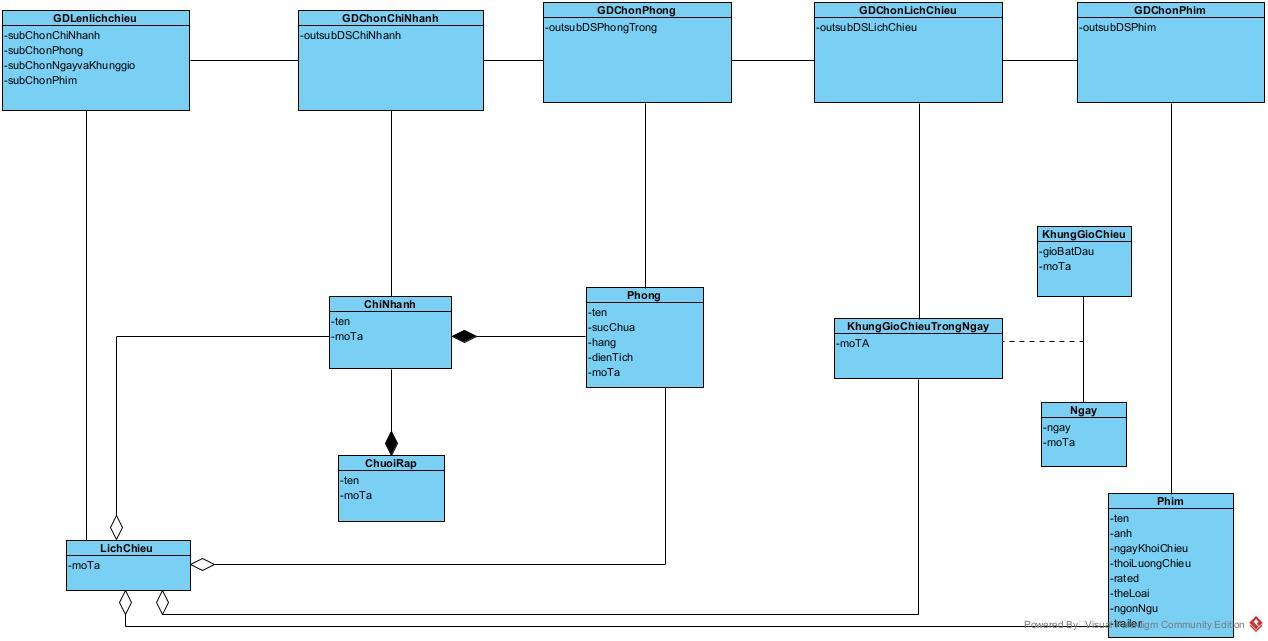 GDLenlichchieu
-subChonChiNhanh
-subChonPhong
-subChonNgayvaKhunggio
-subChonPhim
GDChonChiNhanh
-outsubDSChiNhanh
GDChonPhong
-outsubDSPhongTrong
GDChonLichChieu
-outsubDSLichChieu
GDChonPhim
-outsubDSPhim
ChiNhanh
-ten
-moTa
Phong
-ten
-sucChua
-hang
-dienTich
-moTa
KhungGioChieuTrongNgay
-moTA
KhungGioChieu
-gioBatDau
-moTa
Ngay
-ngay
-moTa
ChuoiRap
-ten
-moTa
LichChieu
-moTa
Phim
-ten
-anh
-ngayKhoiChieu
-thoiLuongChieu
-rated
-theLoai
-ngonNgu
-trailer
Powered By Visual Paradigm Community Edition